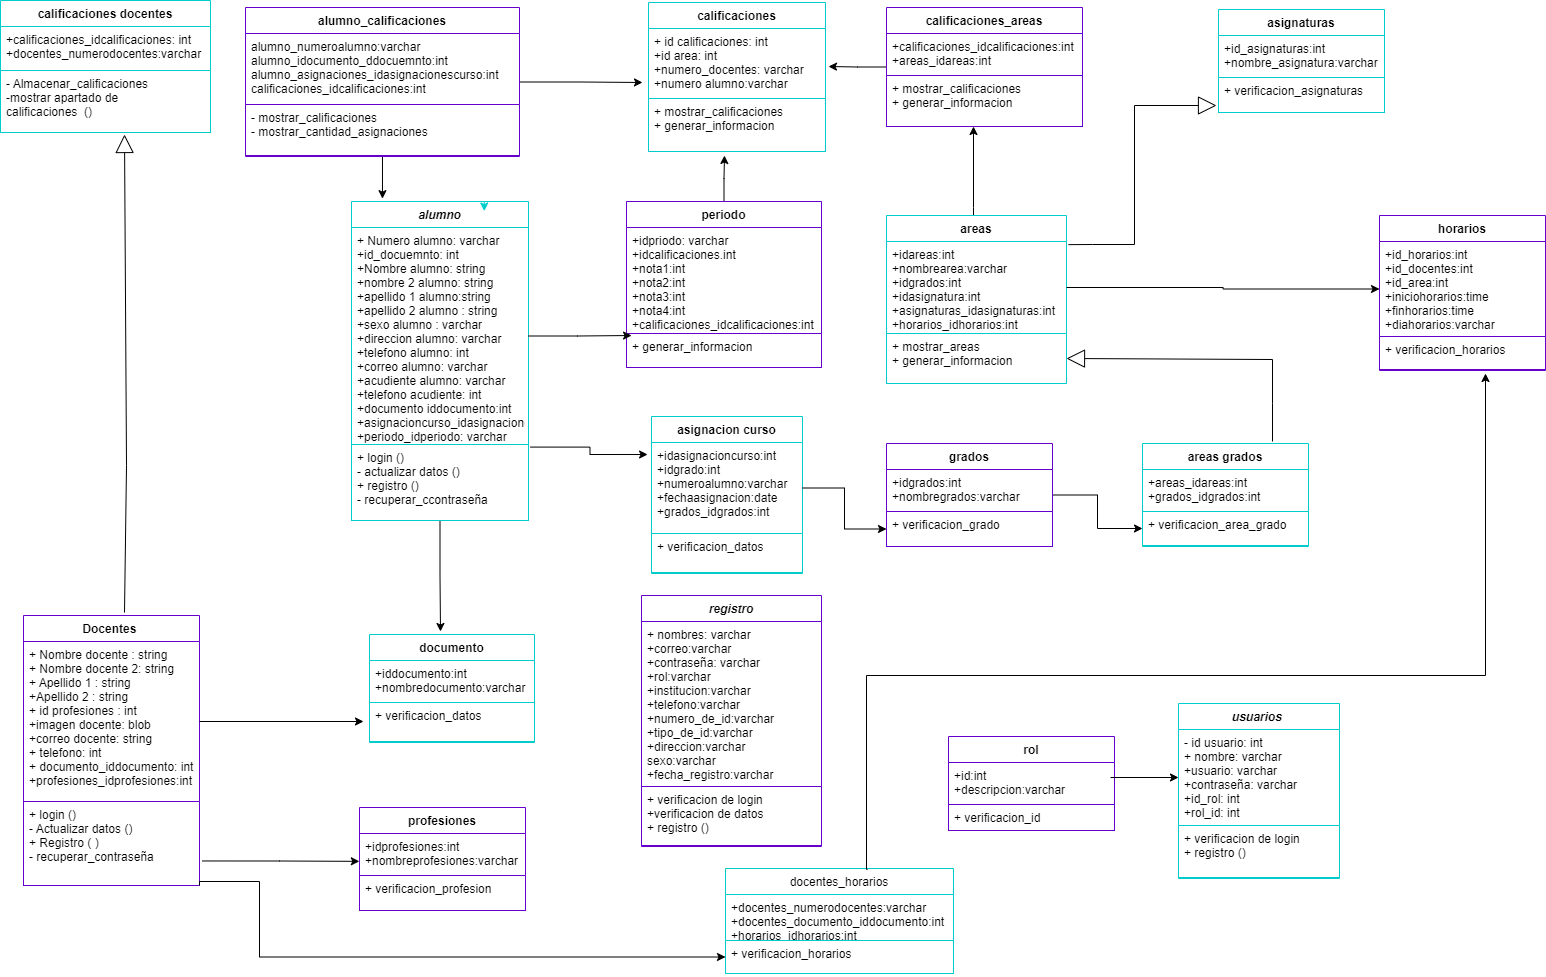 calificaciones docentes
+calificaciones_idcalificaciones: int
+docentes_numerodocentes:varchar
- Almacenar_calificaciones
-mostrar apartado de
calificaciones  ()
alumno_calificaciones
alumno_numeroalumno:varchar
alumno_idocumento_ddocuemnto:int
alumno_asignaciones_idasignacionescurso:int
calificaciones_idcalificaciones:int
- mostrar_calificaciones
- mostrar_cantidad_asignaciones
calificaciones
+ id calificaciones: int
+id area: int
+numero_docentes: varchar
+numero alumno:varchar
+ mostrar_calificaciones
+ generar_informacion
calificaciones_areas
+calificaciones_idcalificaciones:int
+areas_idareas:int
+ mostrar_calificaciones
+ generar_informacion
asignaturas
+id_asignaturas:int
+nombre_asignatura:varchar
+ verificacion_asignaturas
alumno
+ Numero alumno: varchar
+id_docuemnto: int
+Nombre alumno: string
+nombre 2 alumno: string
+apellido 1 alumno:string
+apellido 2 alumno : string
+sexo alumno : varchar
+direccion alumno: varchar
+telefono alumno: int
+correo alumno: varchar
+acudiente alumno: varchar
+telefono acudiente: int
+documento iddocumento:int
+asignacioncurso_idasignacion
+periodo_idperiodo: varchar
+ login ()
- actualizar datos ()
+ registro ()
- recuperar_ccontraseña
periodo
+idpriodo: varchar
+idcalificaciones.int
+nota1:int
+nota2:int
+nota3:int
+nota4:int
+calificaciones_idcalificaciones:int
+ generar_informacion
areas
+idareas:int
+nombrearea:varchar
+idgrados:int
+idasignatura:int
+asignaturas_idasignaturas:int
+horarios_idhorarios:int
+ mostrar_areas
+ generar_informacion
horarios
+id_horarios:int
+id_docentes:int
+id_area:int
+iniciohorarios:time
+finhorarios:time
+diahorarios:varchar
+ verificacion_horarios
asignacion curso
+idasignacioncurso:int
+idgrado:int
+numeroalumno:varchar
+fechaasignacion:date
+grados_idgrados:int
+ verificacion_datos
grados
+idgrados:int
+nombregrados:varchar
+ verificacion_grado
areas grados
+areas_idareas:int
+grados_idgrados:int
+ verificacion_area_grado
Docentes
+ Nombre docente : string
+ Nombre docente 2: string
+ Apellido 1 : string
+Apellido 2 : string
+ id profesiones : int
+imagen docente: blob
+correo docente: string
+ telefono: int
+ documento_iddocumento: int
+profesiones_idprofesiones:int
+ login ()
- Actualizar datos ()
+ Registro ( )
- recuperar_contraseña
documento
+iddocumento:int
+nombredocumento:varchar
+ verificacion_datos
profesiones
+idprofesiones:int
+nombreprofesiones:varchar
+ verificacion_profesion
registro
+ nombres: varchar
+correo:varchar
+contraseña: varchar
+rol:varchar
+institucion:varchar
+telefono:varchar
+numero_de_id:varchar
+tipo_de_id:varchar
+direccion:varchar
sexo:varchar
+fecha_registro:varchar
+ verificacion de login
+verificacion de datos
+ registro ()
rol
+id:int
+descripcion:varchar
+ verificacion_id
usuarios
- id usuario: int
+ nombre: varchar
+usuario: varchar
+contraseña: varchar
+id_rol: int
+rol_id: int
+ verificacion de login
+ registro ()
docentes_horarios
+docentes_numerodocentes:varchar
+docentes_documento_iddocumento:int
+horarios_idhorarios:int
+ verificacion_horarios